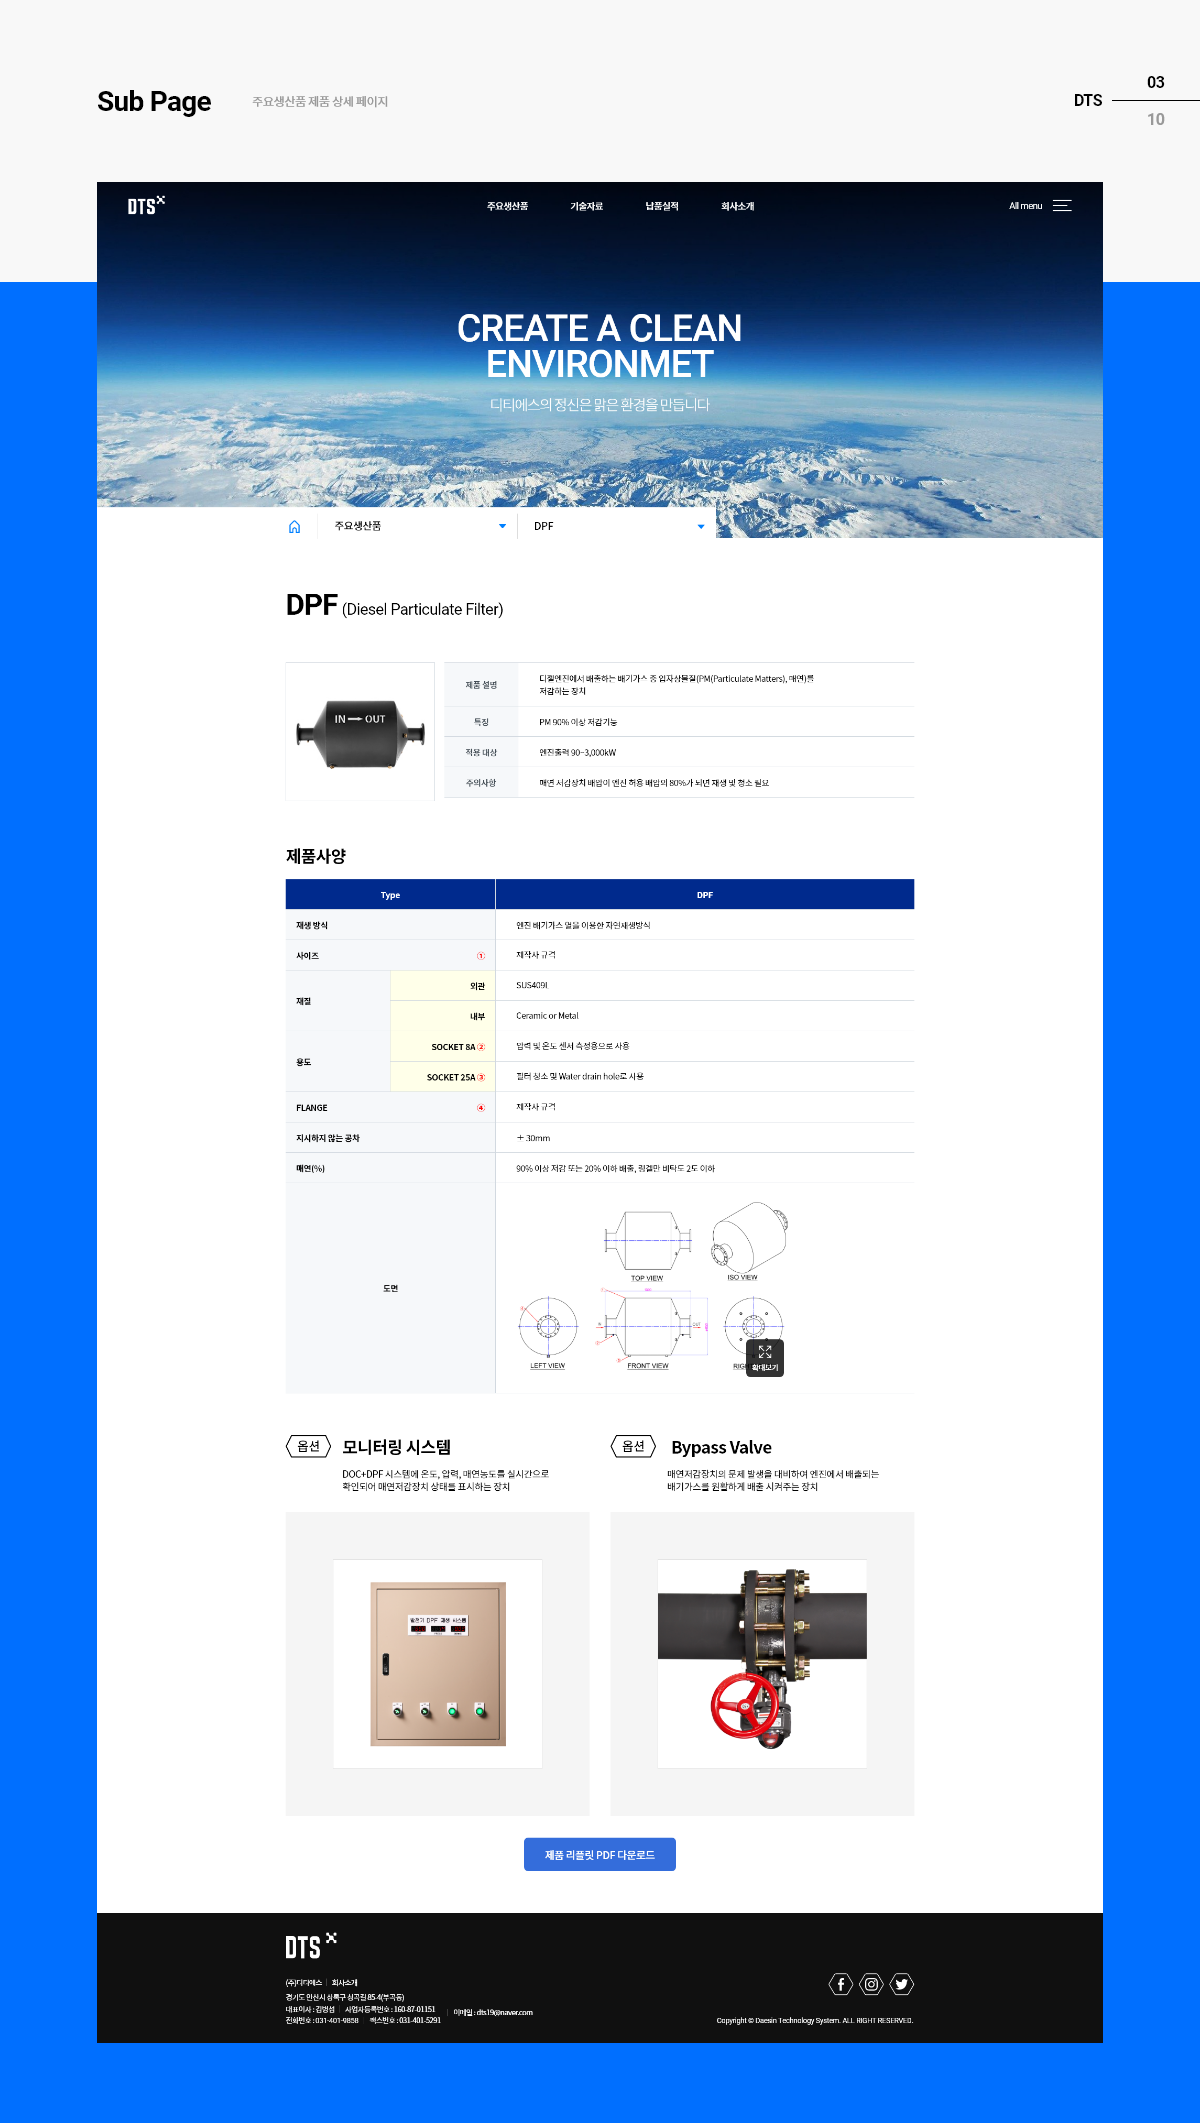 Sub Page
주요생산품 제품 상세 페이지
DTS
03
10
DTS
주요생산품
기술자료
납품실적
회사소개
All menu
CREATE A CLEAN
ENVIRONMET
디티에스의 정신은 맑은 환경을 만듭니다
주요생산품
DPF
DPF (Diesel Particulate Filter)
IN OUT
제품 설명
디젤엔진에서 배출하는 배기가스 중 입자상물질(PM(Particulate Matters), 매연)를
저감하는 장치
특징
PM 90% 이상 저감기능
적용 대상
엔진출력 90~3,000kW
주의사항
매연 저감장치 배압이 엔진 허용 배압의 80%가 되면 재생 및 청소 필요
제품사양
Type
DPF
재생 방식
엔진 배기가스 열을 이용한 자연재생방식
사이즈 ①
제작사 규격
재질
외관
SUS409L
내부
Ceramic or Metal
용도
SOCKET 8A ②
압력 및 온도 센서 측정용으로 사용
SOCKET 25A ③
필터 청소 및 Water drain hole로 사용
FLANGE ④
제작사 규격
지시하지 않는 공차
+ 30mm
매연(%)
90% 이상 저감 또는 20% 이하 배출, 링겔만 비탁도 2도 이하
도면
TOP VIEW
ISO VIEW
LEFT VIEW
FRONT VIEW
확대보기
옵션
모니터링 시스템
DOC+DPF 시스템에 온도, 압력, 매연농도를 실시간으로
확인되어 매연저감장치 상태를 표시하는 장치
옵션
Bypass Valve
매연저감장치의 문제 발생을 대비하여 엔진에서 배출되는
배기가스를 원활하게 배출 시켜주는 장치
발전기 DPF 재생 시스템
제품 리플릿 PDF 다운로드
DTS
(주)디티에스 | 회사소개
경기도 안산시 상록구 청곡길 85-4(부곡동)
대표이사 : 김병섭 | 사업자등록번호 : 160-87-01151
이메일 : dts19@naver.com
전화번호 : 031-401-9858 | 팩스번호 : 031-401-5291
Copyright © Daesin Technology System. ALL RIGHT RESERVED.